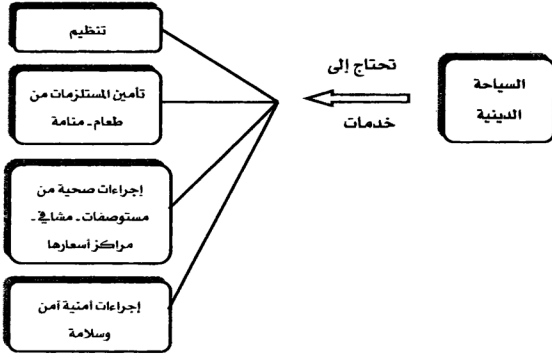 السياحة
الدينية
تحتاج إلى
خدمات
تنظيم
تأمين المستلزمات من
طعام - منامة
إجراءات صحية من
مستوصفات - مشافي -
مراكز أسعارها
إجراءات أمنية أمن
وسلامة